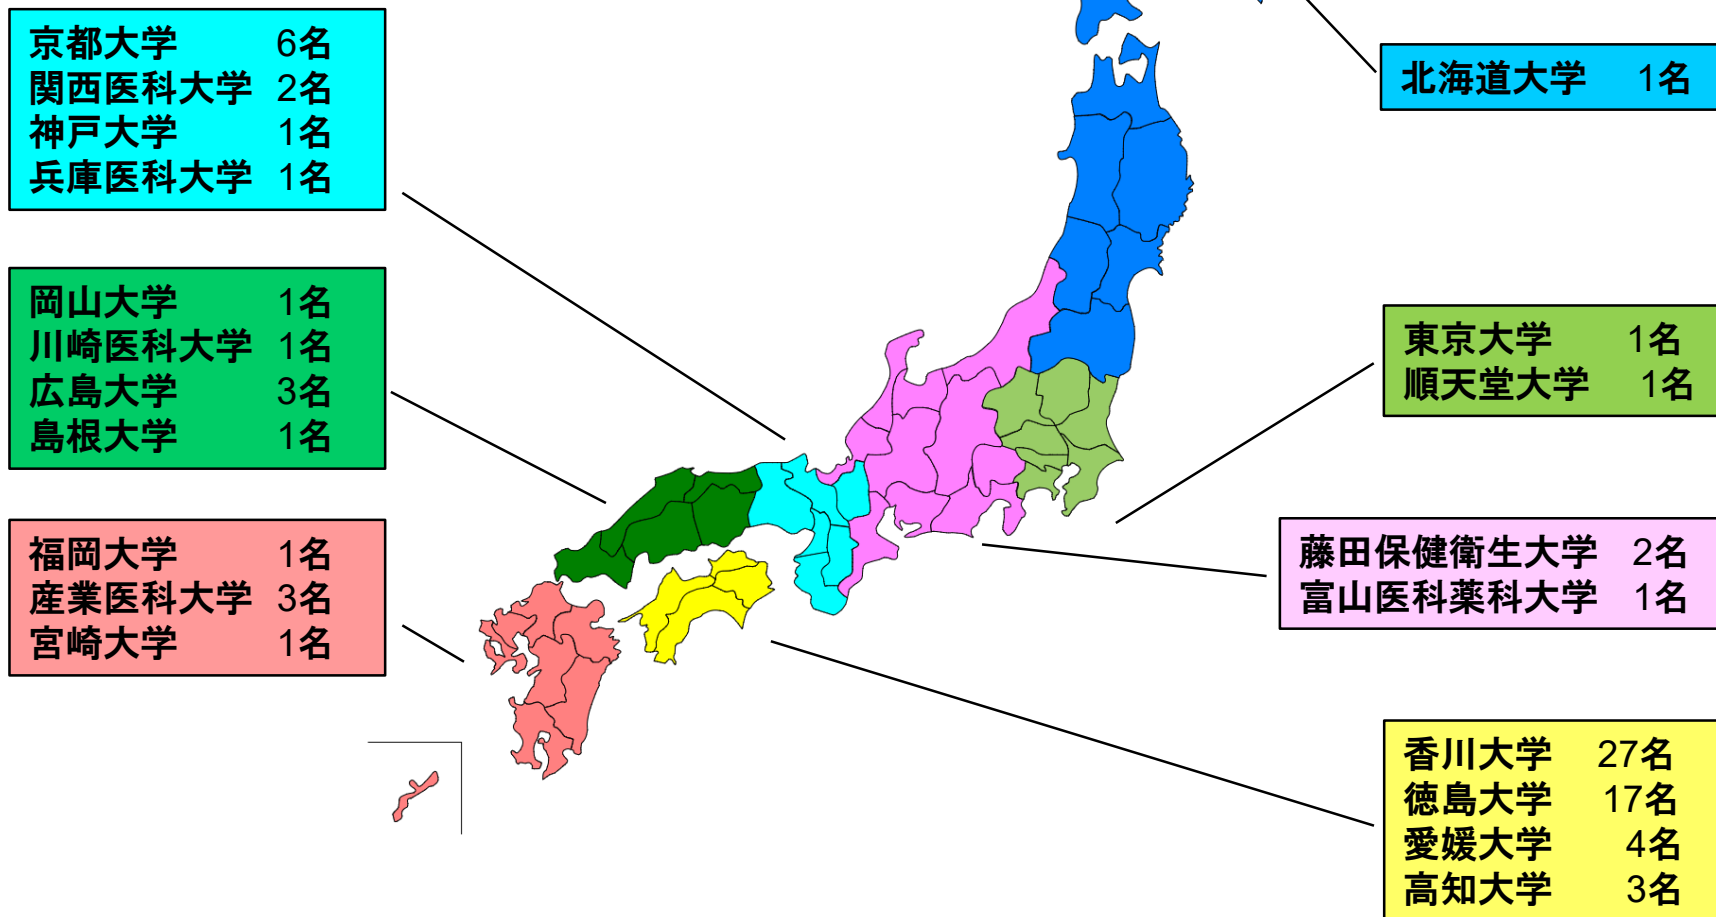 京都大学 6名
関西医科大学 2名
神戸大学 1名
兵庫医科大学 1名
岡山大学 1名
川崎医科大学 1名
広島大学 3名
島根大学 1名
福岡大学 1名
産業医科大学 3名
宮崎大学 1名
北海道大学 1名
東京大学 1名
順天堂大学 1名
藤田保健衛生大学 2名
富山医科薬科大学 1名
香川大学 27名
徳島大学 17名
愛媛大学 4名
高知大学 3名